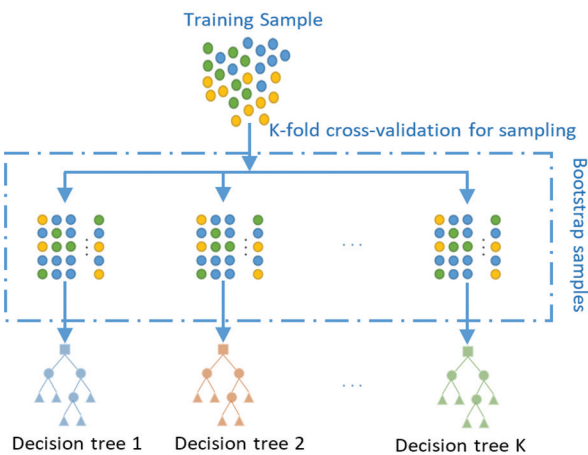 Training Sample
K-fold cross-validation for sampling
Bootstrap samples
...
...
Decision tree 1
Decision tree 2
Decision tree K